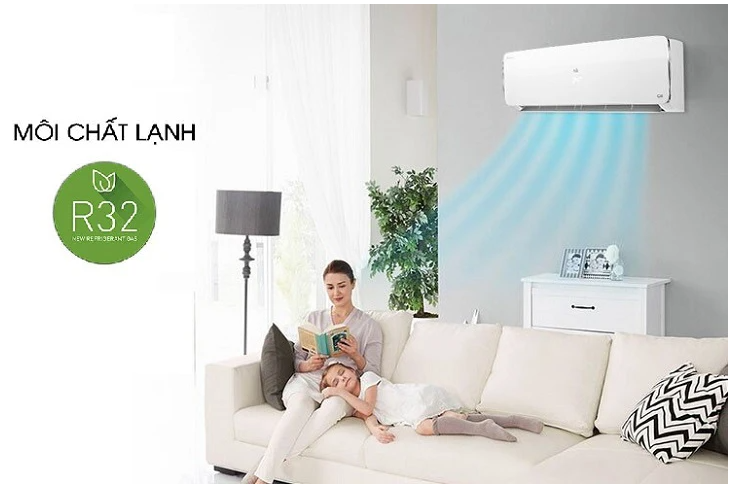 MÔI CHẤT LẠNH
R32
NEW REFRIGERANT GAS